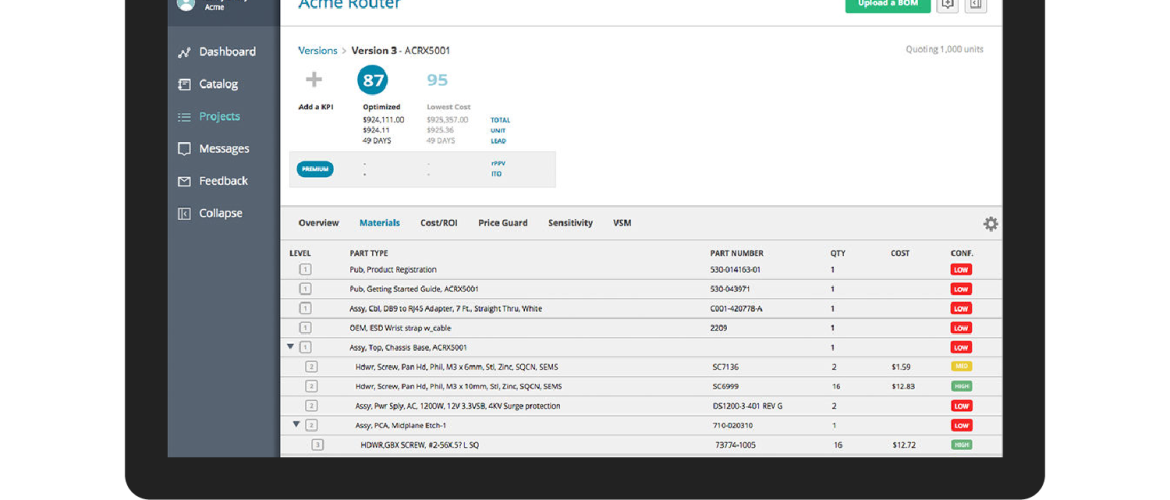 Acme Router
Upload a BOM
Acme
Dashboard
Catalog
Projects
Messages
Feedback
Collapse
Versions > Version 3 - ACRX5001
Quoting 1,000 units
87 95
Add a KPI Optimized Lowest Cost
$924,111.00 $925,357.00 TOTAL
$924.11 $925.36 UNIT
49 DAYS 49 DAYS LEAD
PREMIUM - - rPPV
- - ITO
Overview Materials Cost/ROI Price Guard Sensitivity VSM
LEVEL PART TYPE PART NUMBER QTY COST CONF.
1 Pub, Product Registration 530-014163-01 1 LOW
1 Pub, Getting Started Guide, ACRX5001 530-043971 1 LOW
1 Assy, Cbl, DB9 to RJ45 Adapter, 7 Ft., Straight Thru, White C001-420778-A 1 LOW
1 OEM, ESD Wrist strap w_cable 2209 1 LOW
1 Assy, Top, Chassis Base, ACRX5001 1 LOW
2 Hdwr, Screw, Pan Hd, Phil, M3 x 6mm, Stl, Zinc, SQCN, SEMS SC7136 2 $1.59 MID
2 Hdwr, Screw, Pan Hd, Phil, M3 x 10mm, Stl, Zinc, SQCN, SEMS SC6999 16 $12.83 HIGH
2 Assy, Pwr Sply, AC, 1200W, 12V 3.3VSB, 4KV Surge protection DS1200-3-401 REV G 2 LOW
2 Assy, PCA, Midplane Etch-1 710-020310 1 LOW
3 HDWR,GBX SCREW, #2-56X.5? L SQ 73774-1005 16 $12.72 HIGH